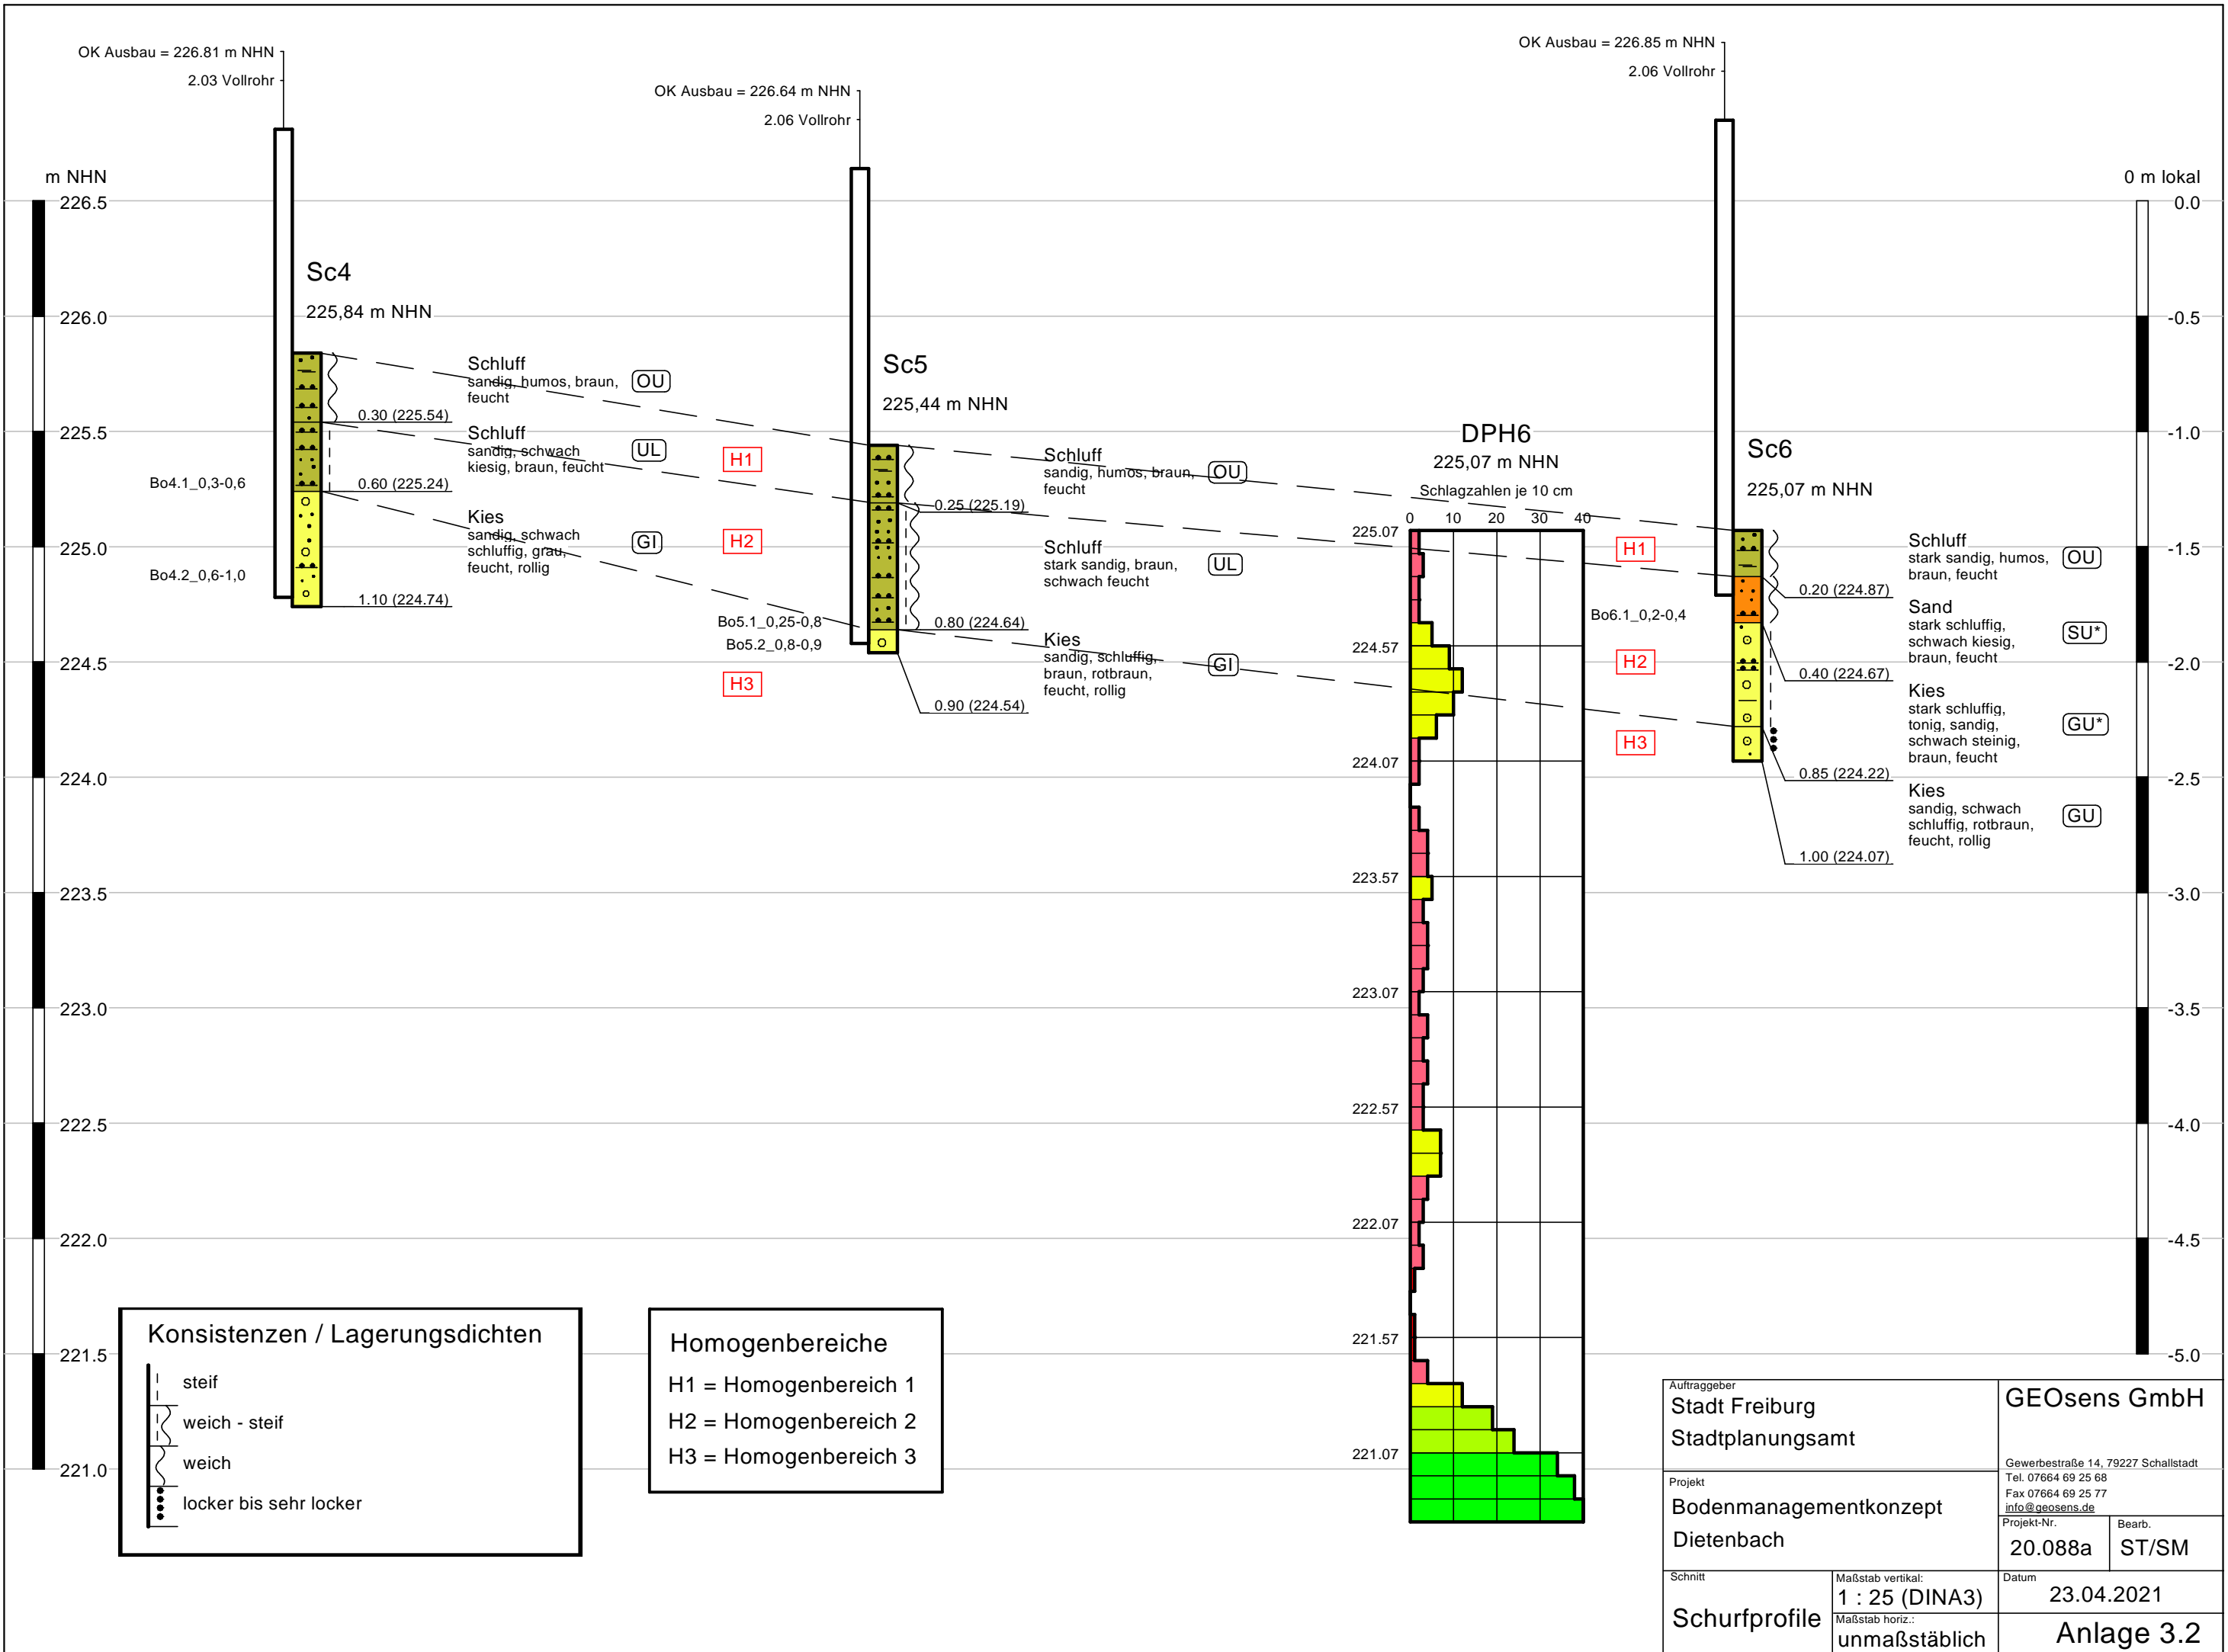 OK Ausbau = 226.81 m NHN
2.03 Vollrohr
OK Ausbau = 226.64 m NHN
2.06 Vollrohr
OK Ausbau = 226.85 m NHN
2.06 Vollrohr
m NHN
226.5
226.0
225.5
225.0
224.5
224.0
223.5
223.0
222.5
222.0
221.5
221.0
Sc4
225,84 m NHN
Schluff
sandig, humos, braun,
feucht
OU
0.30 (225.54)
Schluff
sandig, schwach
kiesig, braun, feucht
UL
0.60 (225.24)
Kies
sandig, schwach
schluffig, grau,
feucht, rollig
GI
1.10 (224.74)
Bo4.1_0,3-0,6
Bo4.2_0,6-1,0
H1
H2
H3
Sc5
225,44 m NHN
Schluff
sandig, humos, braun,
feucht
OU
0.25 (225.19)
Schluff
stark sandig, braun,
schwach feucht
UL
0.80 (224.64)
Kies
sandig, schluffig,
braun, rotbraun,
feucht, rollig
GI
0.90 (224.54)
Bo5.1_0,25-0,8
Bo5.2_0,8-0,9
DPH6
225,07 m NHN
Schlagzahlen je 10 cm
0 10 20 30 40
225.07
224.57
224.07
223.57
223.07
222.57
222.07
221.57
221.07
H1
H2
H3
Sc6
225,07 m NHN
Bo6.1_0,2-0,4
Schluff
stark sandig, humos,
braun, feucht
OU
0.20 (224.87)
Sand
stark schluffig,
schwach kiesig,
braun, feucht
SU*
0.40 (224.67)
Kies
stark schluffig,
tonig, sandig,
schwach steinig,
braun, feucht
GU*
0.85 (224.22)
Kies
sandig, schwach
schluffig, rotbraun,
feucht, rollig
GU
1.00 (224.07)
0 m lokal
0.0
-0.5
-1.0
-1.5
-2.0
-2.5
-3.0
-3.5
-4.0
-4.5
-5.0
Konsistenzen / Lagerungsdichten
steif
weich - steif
weich
locker bis sehr locker
Homogenbereiche
H1 = Homogenbereich 1
H2 = Homogenbereich 2
H3 = Homogenbereich 3
Auftraggeber
Stadt Freiburg
Stadtplanungsamt
GEOsens GmbH
Gewerbestraße 14, 79227 Schallstadt
Tel. 07664 69 25 68
Fax 07664 69 25 77
info@geosens.de
Projekt
Bodenmanagementkonzept
Dietenbach
Projekt-Nr.
20.088a
Bearb.
ST/SM
Schnitt
Schurfprofile
Maßstab vertikal:
1 : 25 (DINA3)
Maßstab horiz.:
unmaßstäblich
Datum
23.04.2021
Anlage 3.2